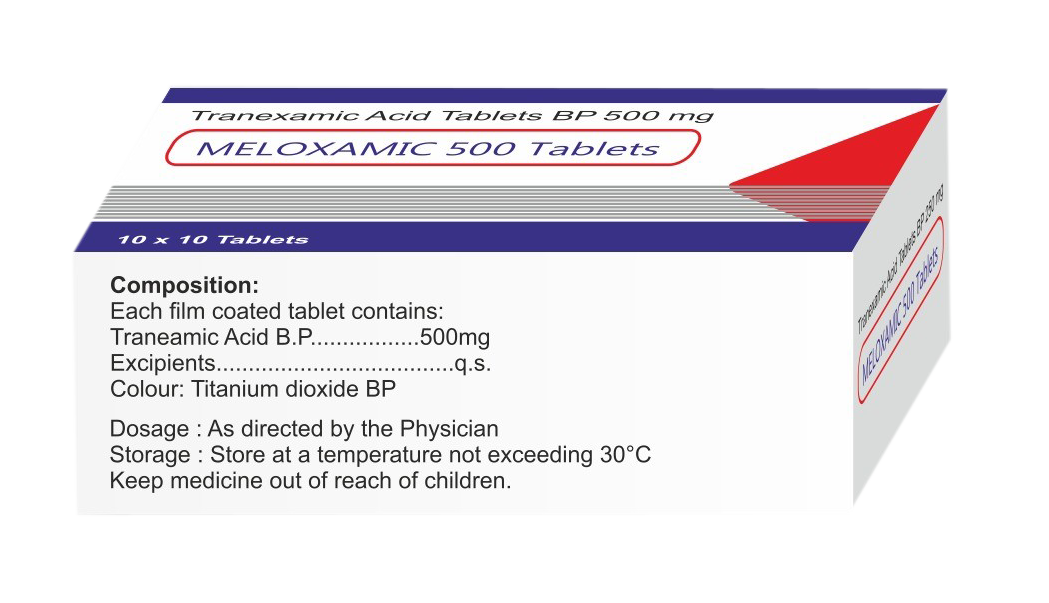 Tranexamic Acid Tablets BP 500 mg
MELOXAMIC 500 Tablets
10 x 10 Tablets
Composition:
Each film coated tablet contains:
Traneamic Acid B.P.................500mg
Excipients.....................................q.s.
Colour: Titanium dioxide BP
Dosage : As directed by the Physician
Storage : Store at a temperature not exceeding 30°C
Keep medicine out of reach of children.
Tranexamic Acid Tablets BP 250 mg
MELOXAMIC 500 Tablets